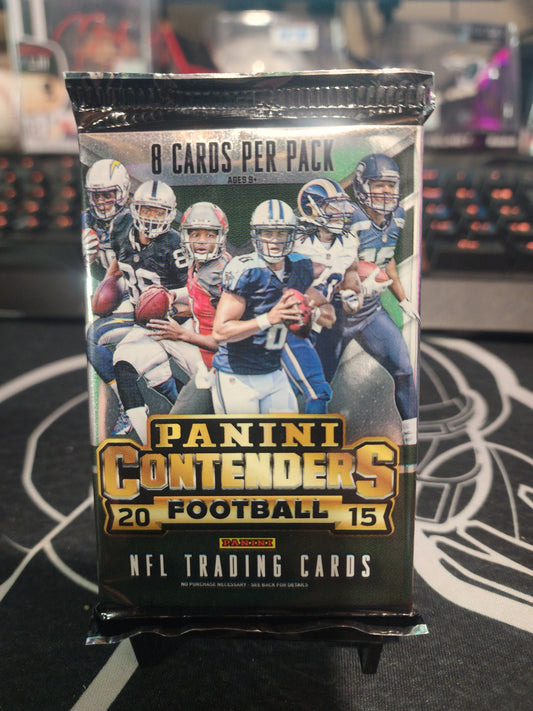 8 CARDS PER PACK
AGES 9+
PANINI
CONTENDERS
20 FOOTBALL 15
PANINI
NFL TRADING CARDS
NO PURCHASE NECESSARY - SEE BACK FOR DETAILS